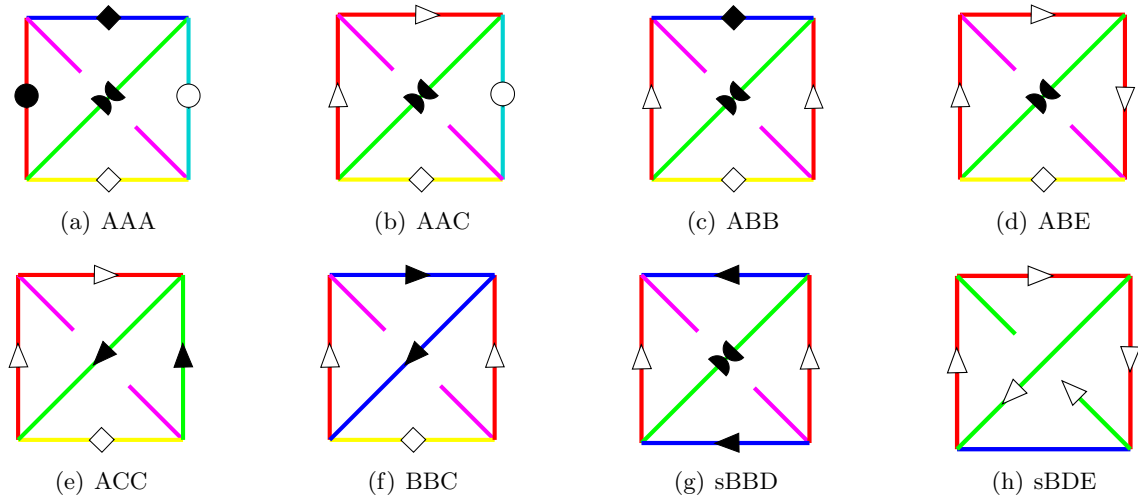 (a) AAA
(b) AAC
(c) ABB
(d) ABE
(e) ACC
(f) BBC
(g) sBBD
(h) sBDE